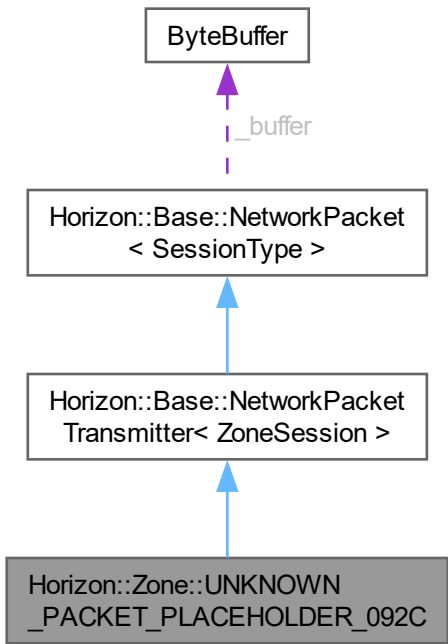 ByteBuffer
_buffer
Horizon::Base::NetworkPacket
< SessionType >
Horizon::Base::NetworkPacket
Transmitter< ZoneSession >
Horizon::Zone::UNKNOWN
_PACKET_PLACEHOLDER_092C